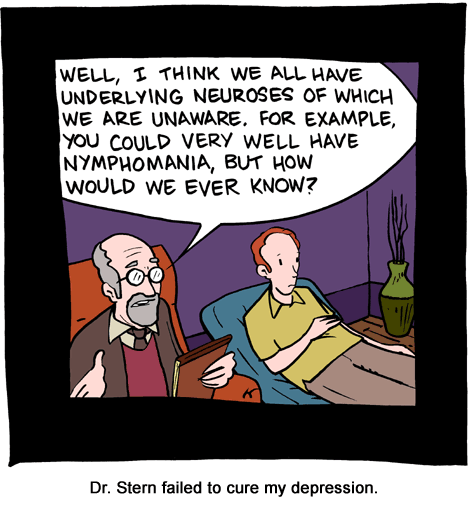 WELL, I THINK WE ALL HAVE
UNDERLYING NEUROSES OF WHICH
WE ARE UNAWARE. FOR EXAMPLE,
YOU COULD VERY WELL HAVE
NYMPHOMANIA, BUT HOW
WOULD WE EVER KNOW?
Dr. Stern failed to cure my depression.